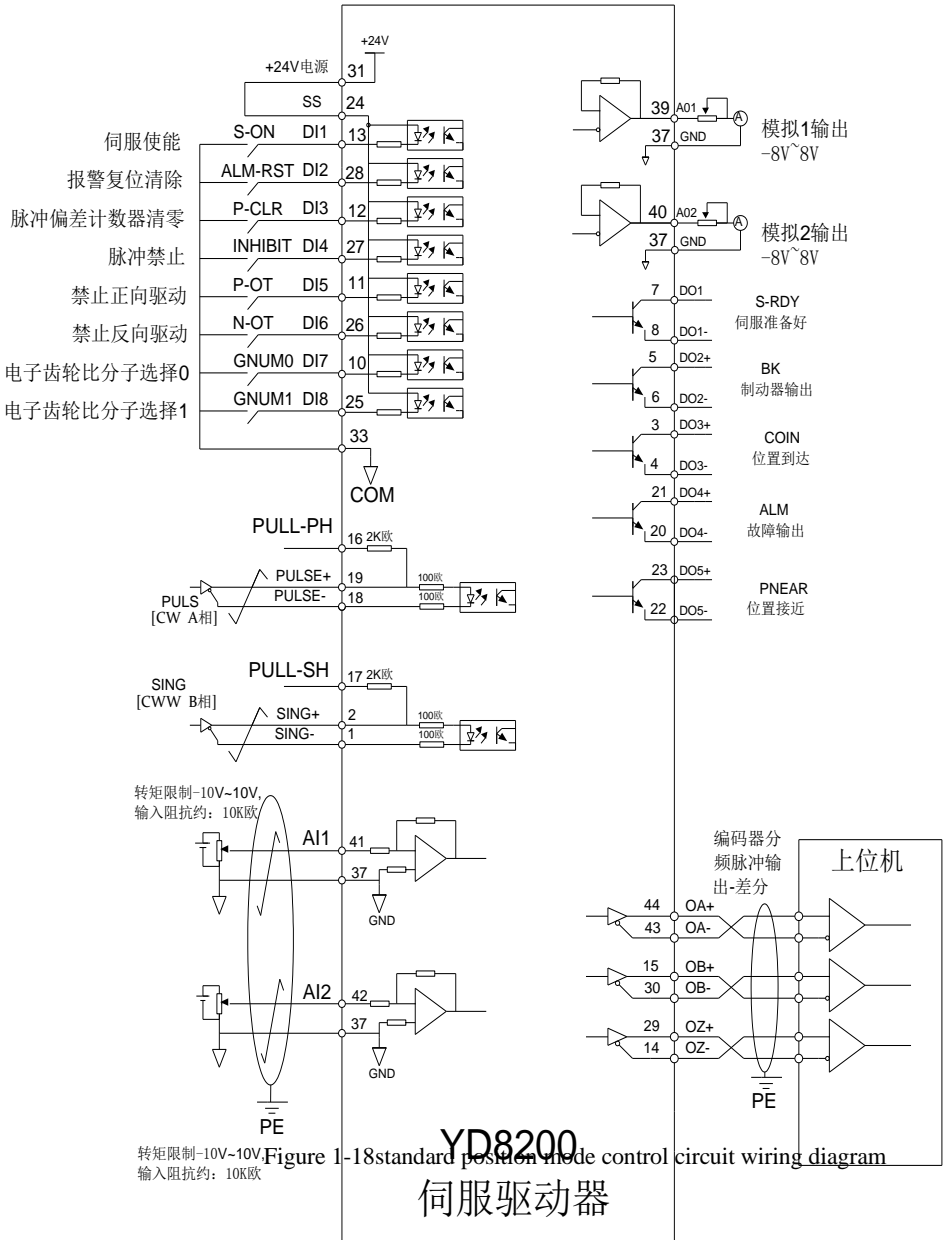 +24V
+24V电源 31
SS 24
伺服使能 S-ON DI1 13
报警复位清除 ALM-RST DI2 28
脉冲偏差计数器清零 P-CLR DI3 12
脉冲禁止 INHIBIT DI4 27
禁止正向驱动 P-OT DI5 11
禁止反向驱动 N-OT DI6 26
电子齿轮比分子选择0 GNUM0 DI7 10
电子齿轮比分子选择1 GNUM1 DI8 25
33
COM
PULL-PH
16 2K欧
PULSE+ 19 100欧
PULSE- 18 100欧
PULS
[CW A相]
PULL-SH
17 2K欧
SING
[CWW B相]
SING+ 2 100欧
SING- 1 100欧
转矩限制-10V~10V,
输入阻抗约：10K欧
AI1 41
37
GND
AI2 42
37
GND
PE
转矩限制-10V~10V,
输入阻抗约：10K欧
39 A01 A
37 GND
模拟1输出
-8V~8V
40 A02 A
37 GND
模拟2输出
-8V~8V
7 DO1
8 DO1-
S-RDY
伺服准备好
5 DO2+
6 DO2-
BK
制动器输出
3 DO3+
4 DO3-
COIN
位置到达
21 DO4+
20 DO4-
ALM
故障输出
23 DO5+
22 DO5-
PNEAR
位置接近
编码器分
频脉冲输
出-差分
上位机
44 OA+
43 OA-
15 OB+
30 OB-
29 OZ+
14 OZ-
PE
YD8200
Figure 1-18standard position mode control circuit wiring diagram
伺服驱动器